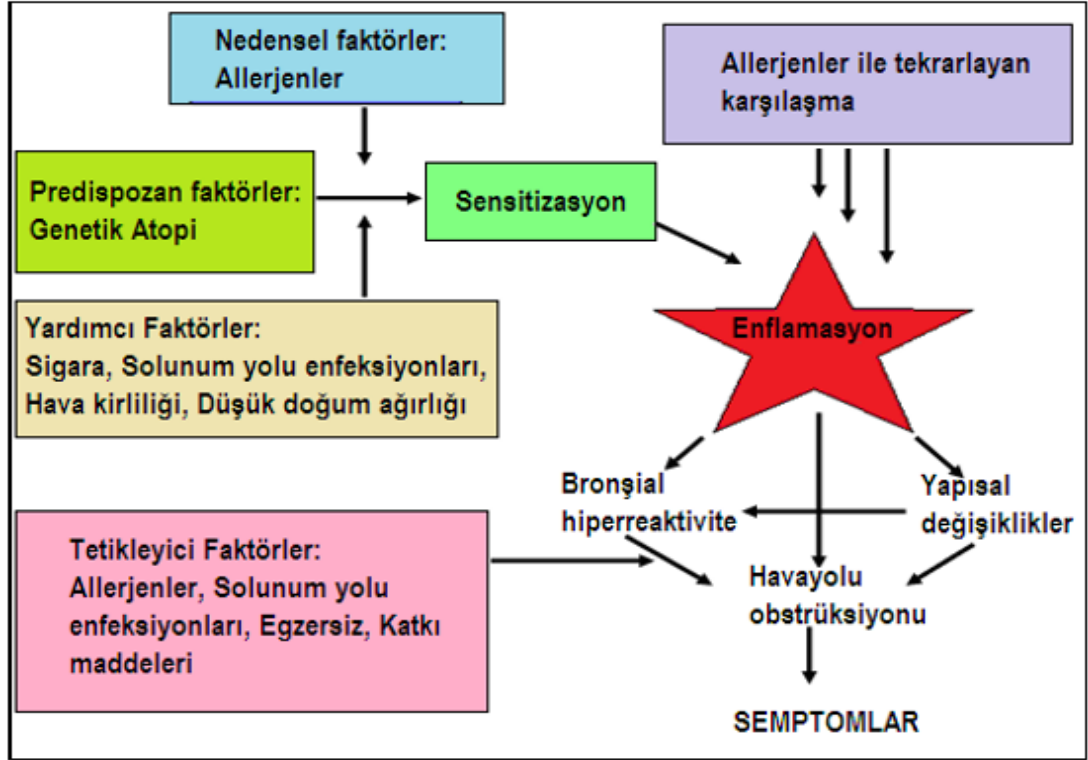 Nedensel faktörler:
Allerjenler
Allerjenler ile tekrarlayan
karşılaşma
Predispozan faktörler:
Genetik Atopi
Sensitizasyon
Yardımcı Faktörler:
Sigara, Solunum yolu enfeksiyonları,
Hava kirliliği, Düşük doğum ağırlığı
Enflamasyon
Bronşial
hiperreaktivite
Yapısal
değişiklikler
Tetikleyici Faktörler:
Allerjenler, Solunum yolu
enfeksiyonları, Egzersiz, Katkı
maddeleri
Havayolu
obstrüksiyonu
SEMPTOMLAR